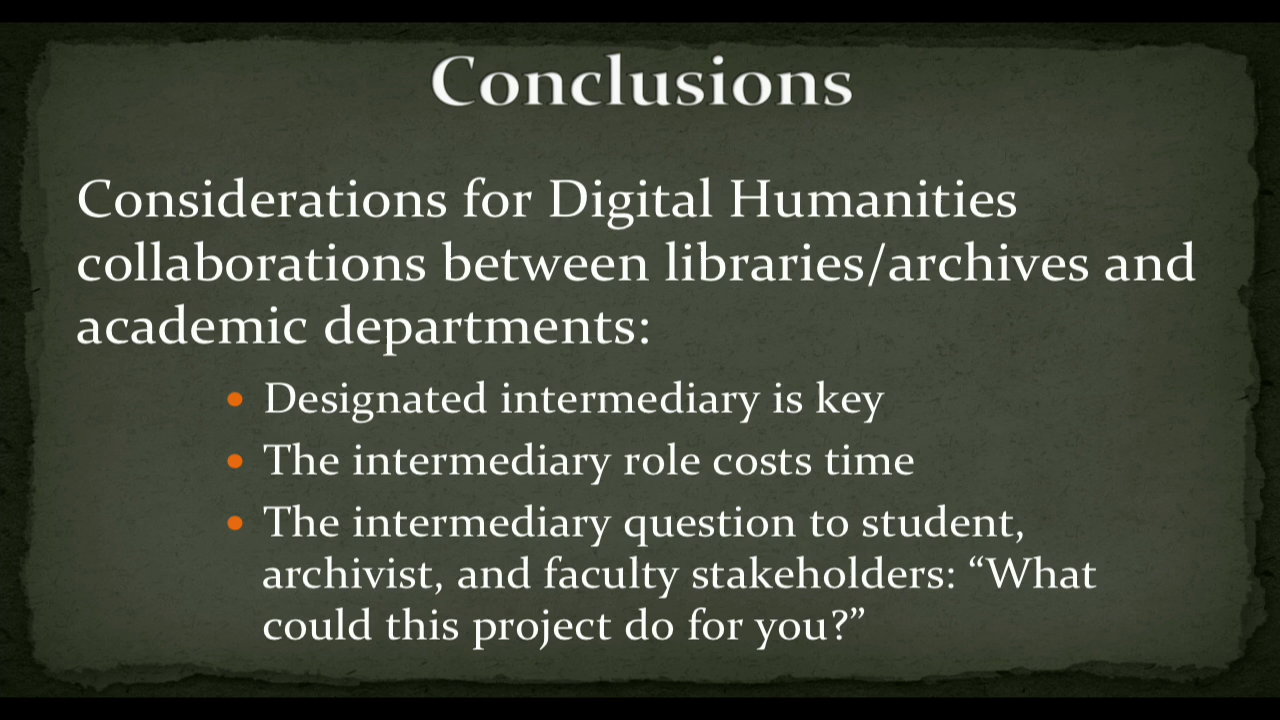 Conclusions
Considerations for Digital Humanities
collaborations between libraries/archives and
academic departments:
• Designated intermediary is key
• The intermediary role costs time
• The intermediary question to student,
archivist, and faculty stakeholders: “What
could this project do for you?”